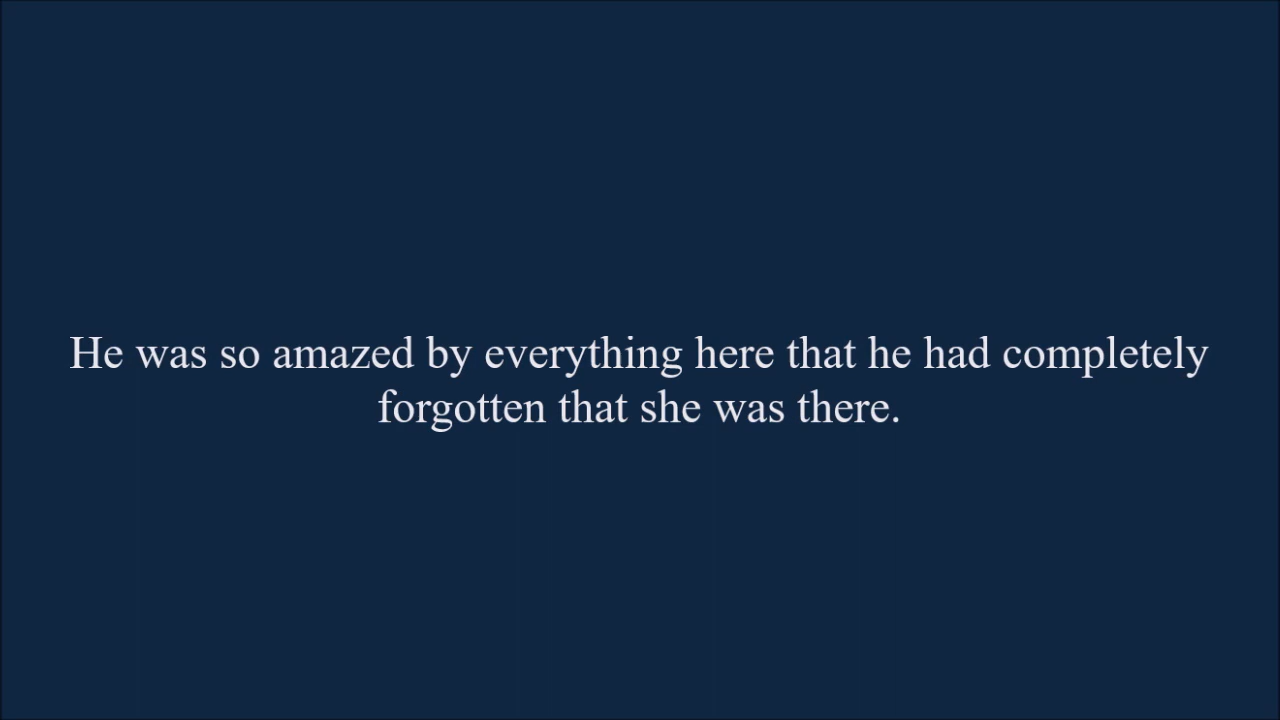 He was so amazed by everything here that he had completely
forgotten that she was there.